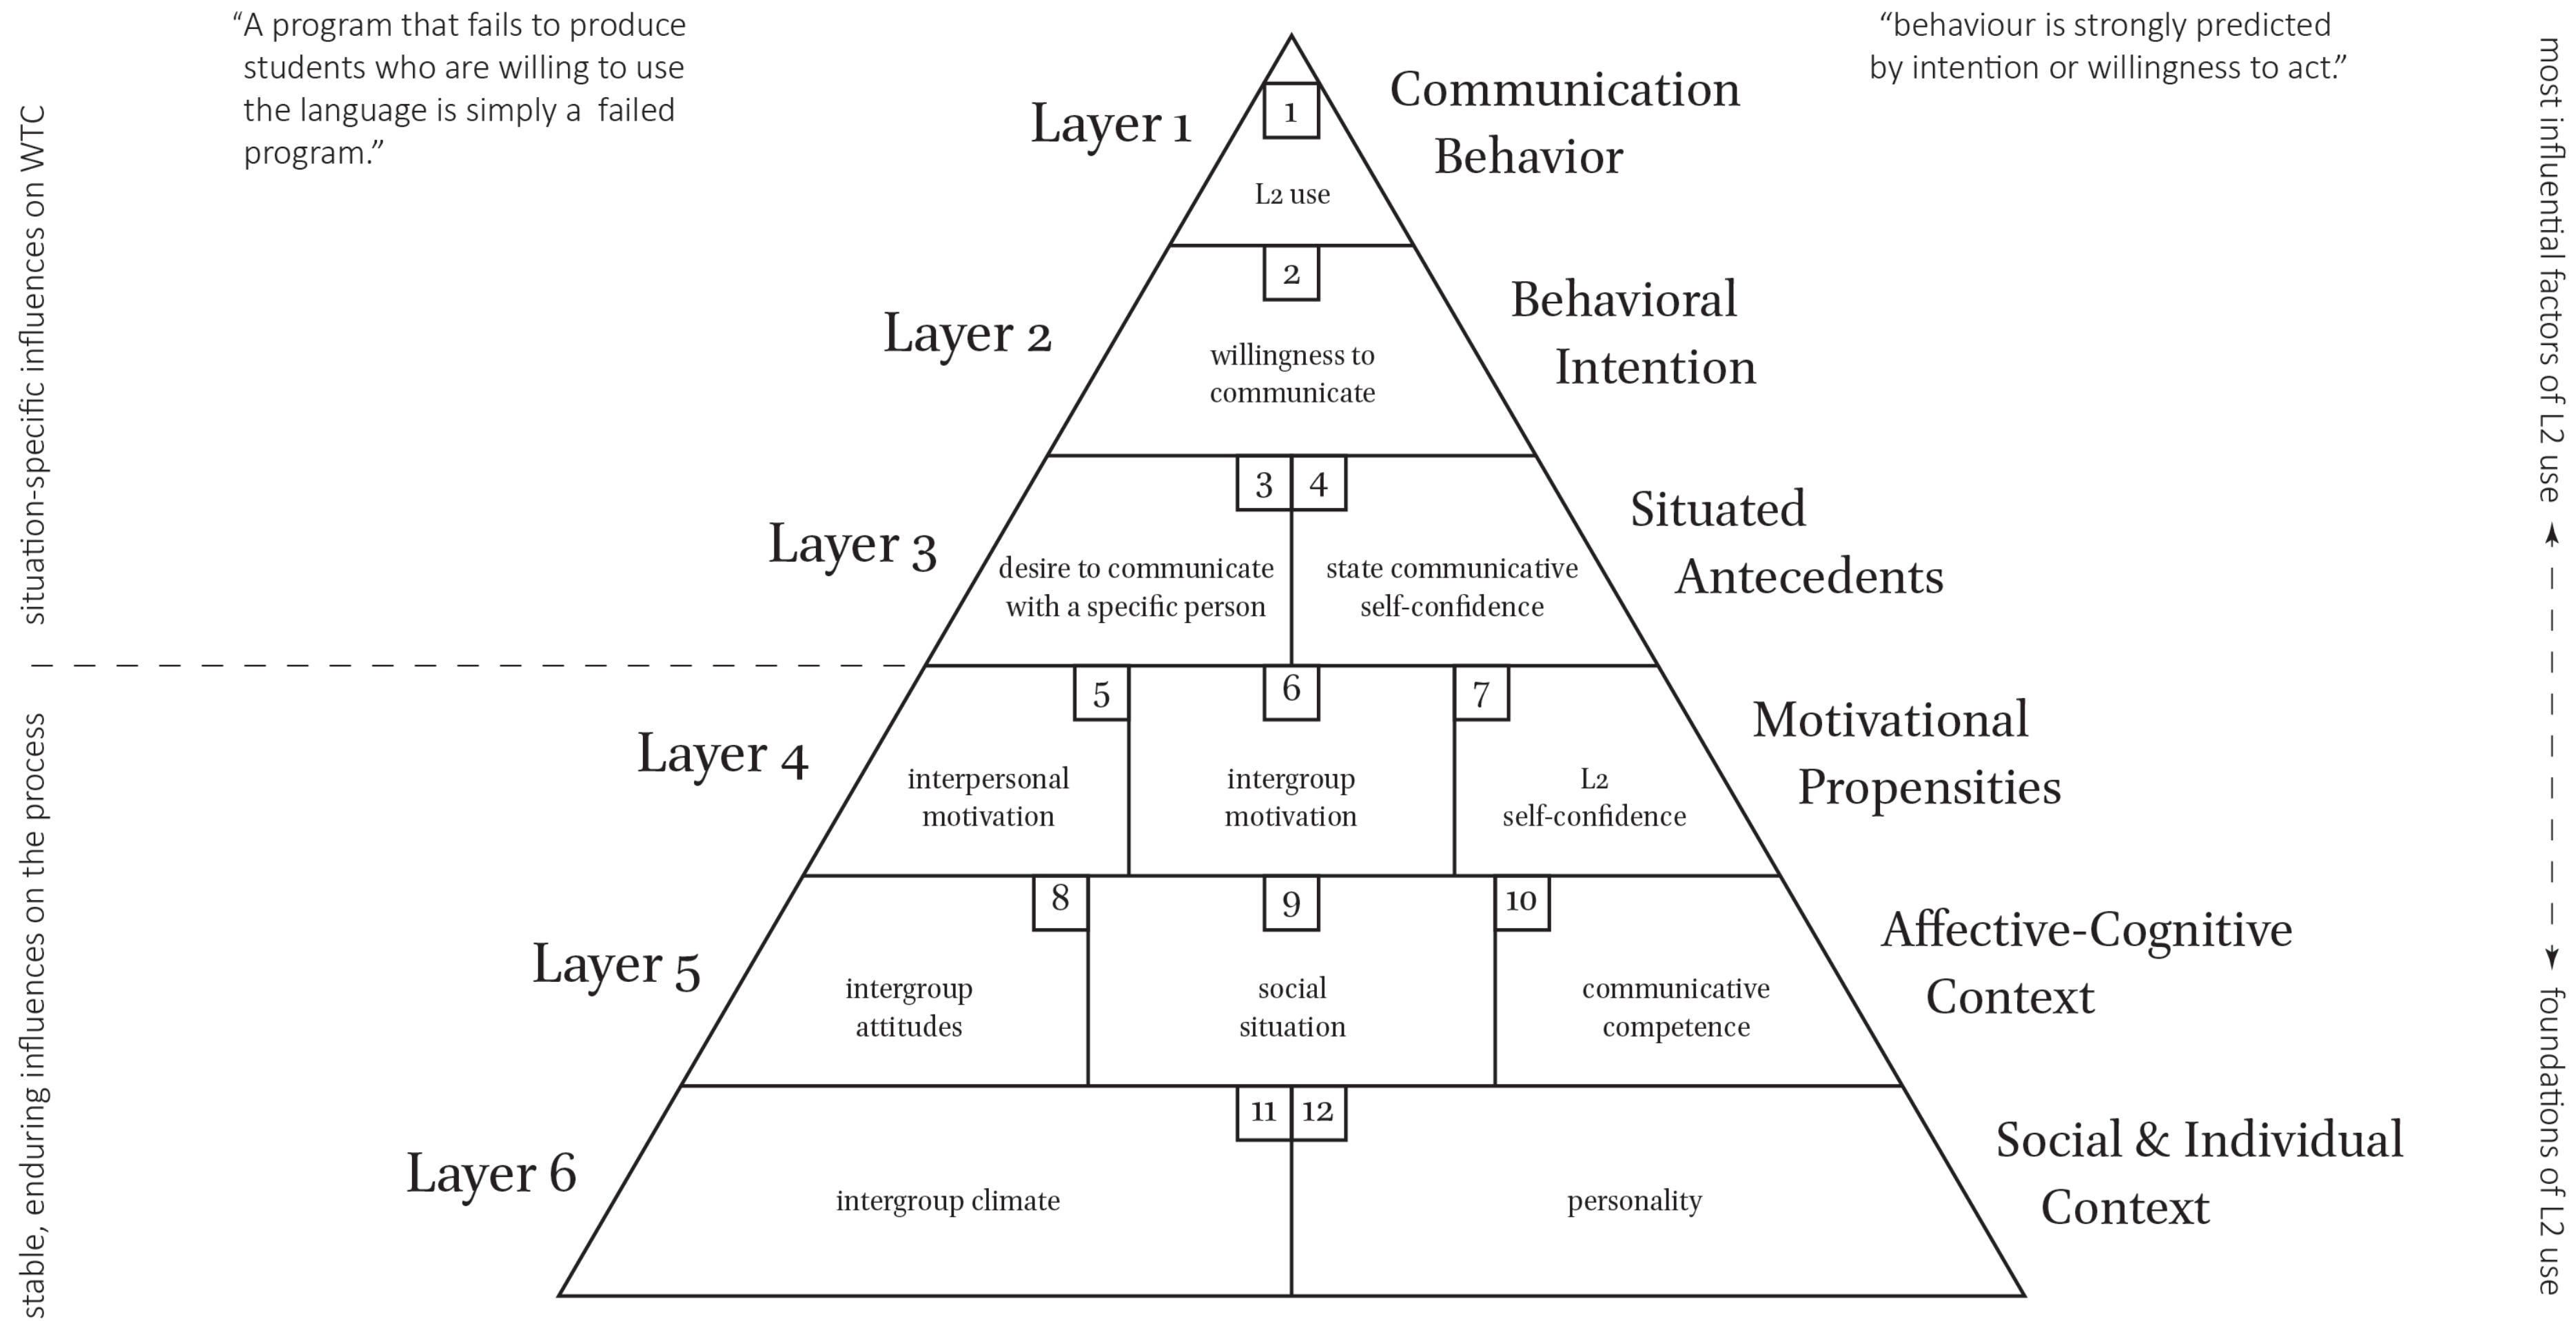 “A program that fails to produce
students who are willing to use
the language is simply a  failed
program.”
“behaviour is strongly predicted
by intention or willingness to act.”
situation-specific influences on WTC
stable, enduring influences on the process
most influential factors of L2 use
foundations of L2 use
Layer 1
1
L2 use
Communication
Behavior
Layer 2
2
willingness to
communicate
Behavioral
Intention
Layer 3
3
desire to communicate
with a specific person
4
state communicative
self-confidence
Situated
Antecedents
Layer 4
5
interpersonal
motivation
6
intergroup
motivation
7
L2
self-confidence
Motivational
Propensities
Layer 5
8
intergroup
attitudes
9
social
situation
10
communicative
competence
Affective-Cognitive
Context
Layer 6
11
intergroup climate
12
personality
Social & Individual
Context